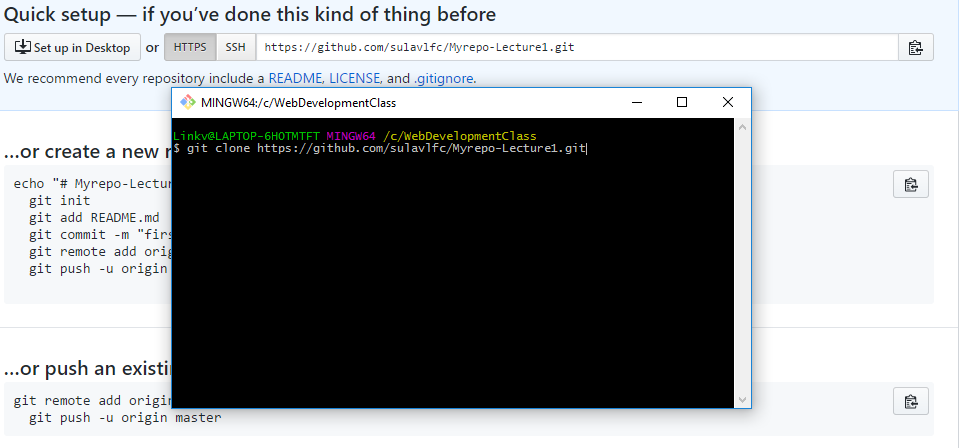 Quick setup — if you’ve done this kind of thing before
Set up in Desktop or HTTPS SSH https://github.com/sulavlfc/Myrepo-Lecture1.git
We recommend every repository include a README, LICENSE, and .gitignore.
MINGW64:/c/WebDevelopmentClass
Linkv@LAPTOP-6HOTMTFT MINGW64 /c/WebDevelopmentClass
$ git clone https://github.com/sulavlfc/Myrepo-Lecture1.git
...or create a new
echo "# Myrepo-Lectur
git init
git add README.md
git commit -m "firs
git remote add orig
git push -u origin
...or push an existin
git remote add origin
git push -u origin master